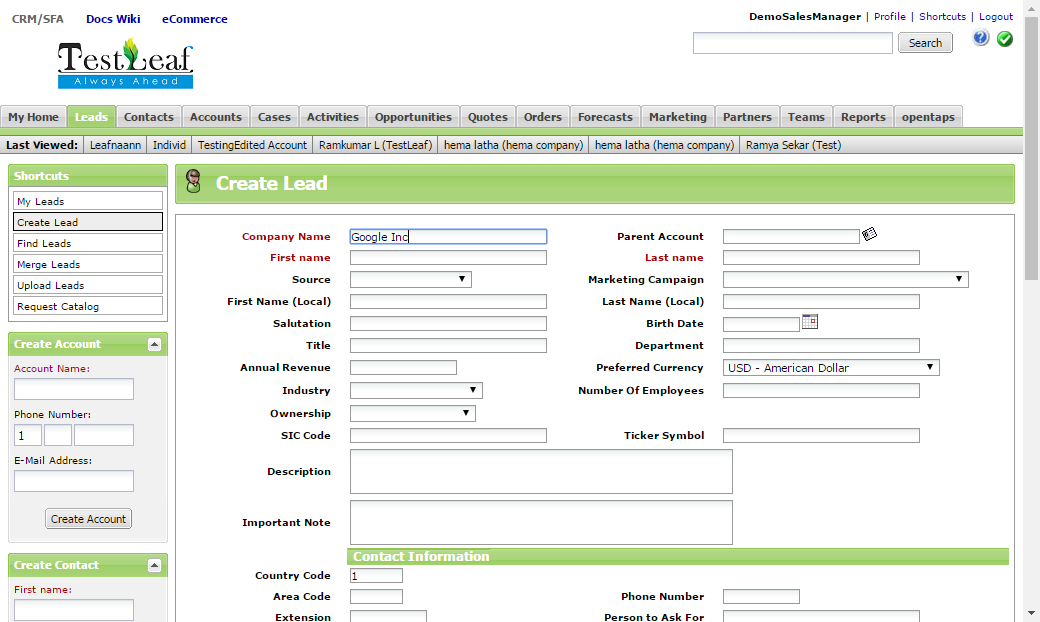 CRM/SFA Docs Wiki eCommerce
DemoSalesManager | Profile | Shortcuts | Logout
Search
TestLeaf
Always Ahead
My Home Leads Contacts Accounts Cases Activities Opportunities Quotes Orders Forecasts Marketing Partners Teams Reports opentaps
Last Viewed: Leafnaann Individ TestingEdited Account Ramkumar L (TestLeaf) hema latha (hema company) hema latha (hema company) Ramya Sekar (Test)
Shortcuts
My Leads
Create Lead
Find Leads
Merge Leads
Upload Leads
Request Catalog
Create Account
Account Name:
Phone Number:
1
E-Mail Address:
Create Account
Create Contact
First name:
Create Lead
Company Name Google Inc Parent Account
First name Last name
Source Marketing Campaign
First Name (Local) Last Name (Local)
Salutation Birth Date
Title Department
Annual Revenue Preferred Currency USD - American Dollar
Industry Number Of Employees
Ownership
SIC Code Ticker Symbol
Description
Important Note
Contact Information
Country Code 1
Area Code Phone Number
Extension Person to Ask For